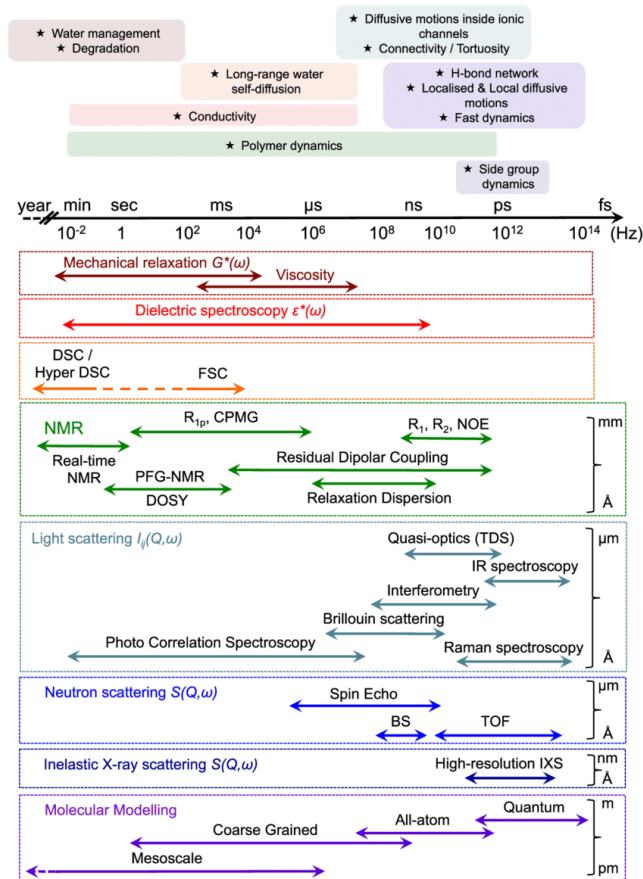 ★ Water management
★ Degradation
★ Diffusive motions inside ionic
channels
★ Connectivity / Tortuosity
★ Long-range water
self-diffusion
★ H-bond network
★ Localised & Local diffusive
motions
★ Fast dynamics
★ Conductivity
★ Polymer dynamics
★ Side group
dynamics
year min sec ms µs ns ps fs
10⁻² 1 10² 10⁴ 10⁶ 10⁸ 10¹⁰ 10¹² 10¹⁴ (Hz)
Mechanical relaxation G*(ω)
Viscosity
Dielectric spectroscopy ε*(ω)
DSC /
Hyper DSC
FSC
NMR
R1p, CPMG
R1, R2, NOE
mm
Real-time
NMR
PFG-NMR
DOSY
Residual Dipolar Coupling
Relaxation Dispersion
Å
Light scattering Iij(Q,ω)
Quasi-optics (TDS)
µm
IR spectroscopy
Interferometry
Brillouin scattering
Photo Correlation Spectroscopy
Raman spectroscopy
Å
Neutron scattering S(Q,ω)
Spin Echo
µm
BS
TOF
Å
Inelastic X-ray scattering S(Q,ω)
High-resolution IXS
nm
Å
Molecular Modelling
Quantum
m
All-atom
Coarse Grained
Mesoscale
pm